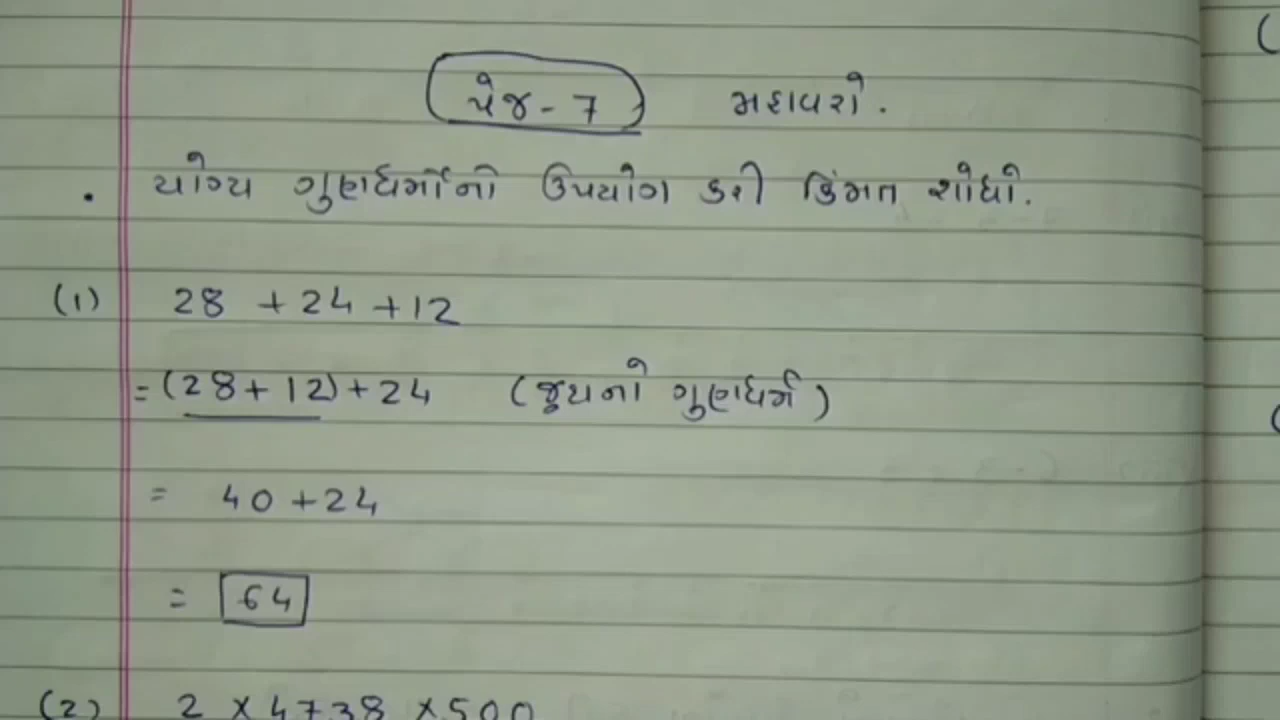 પેજ - 7 મહાવરો.
• યોગ્ય ગુણધર્મોનો ઉપયોગ કરી કિંમત શોધો.
(1) 28 + 24 + 12
= (28 + 12) + 24 (જૂથનો ગુણધર્મ)
= 40 + 24
= 64
(2) 2 × 4738 × 500